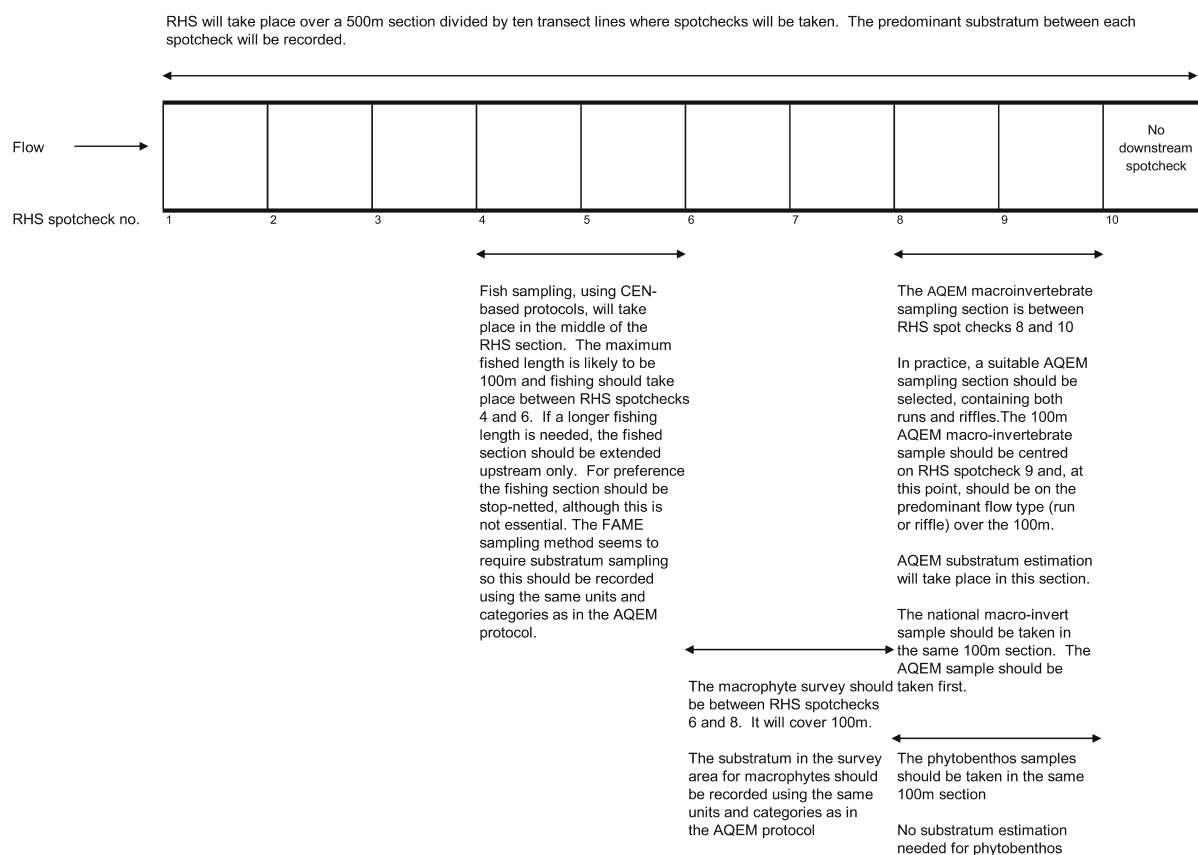 RHS will take place over a 500m section divided by ten transect lines where spotchecks will be taken.  The predominant substratum between each
spotcheck will be recorded.
No
downstream
spotcheck
Flow
RHS spotcheck no.
1 2 3 4 5 6 7 8 9 10
Fish sampling, using CEN-
based protocols, will take
place in the middle of the
RHS section.  The maximum
fished length is likely to be
100m and fishing should take
place between RHS spotchecks
4 and 6.  If a longer fishing
length is needed, the fished
section should be extended
upstream only.  For preference
the fishing section should be
stop-netted, although this is
not essential. The FAME
sampling method seems to
require substratum sampling
so this should be recorded
using the same units and
categories as in the AQEM
protocol.
The macrophyte survey should
be between RHS spotchecks
6 and 8.  It will cover 100m.
The substratum in the survey
area for macrophytes should
be recorded using the same
units and categories as in
the AQEM protocol
The AQEM macroinvertebrate
sampling section is between
RHS spot checks 8 and 10
In practice, a suitable AQEM
sampling section should be
selected, containing both
runs and riffles.The 100m
AQEM macro-invertebrate
sample should be centred
on RHS spotcheck 9 and, at
this point, should be on the
predominant flow type (run
or riffle) over the 100m.
AQEM substratum estimation
will take place in this section.
The national macro-invert
sample should be taken in
the same 100m section.  The
AQEM sample should be
taken first.
The phytobenthos samples
should be taken in the same
100m section
No substratum estimation
needed for phytobenthos